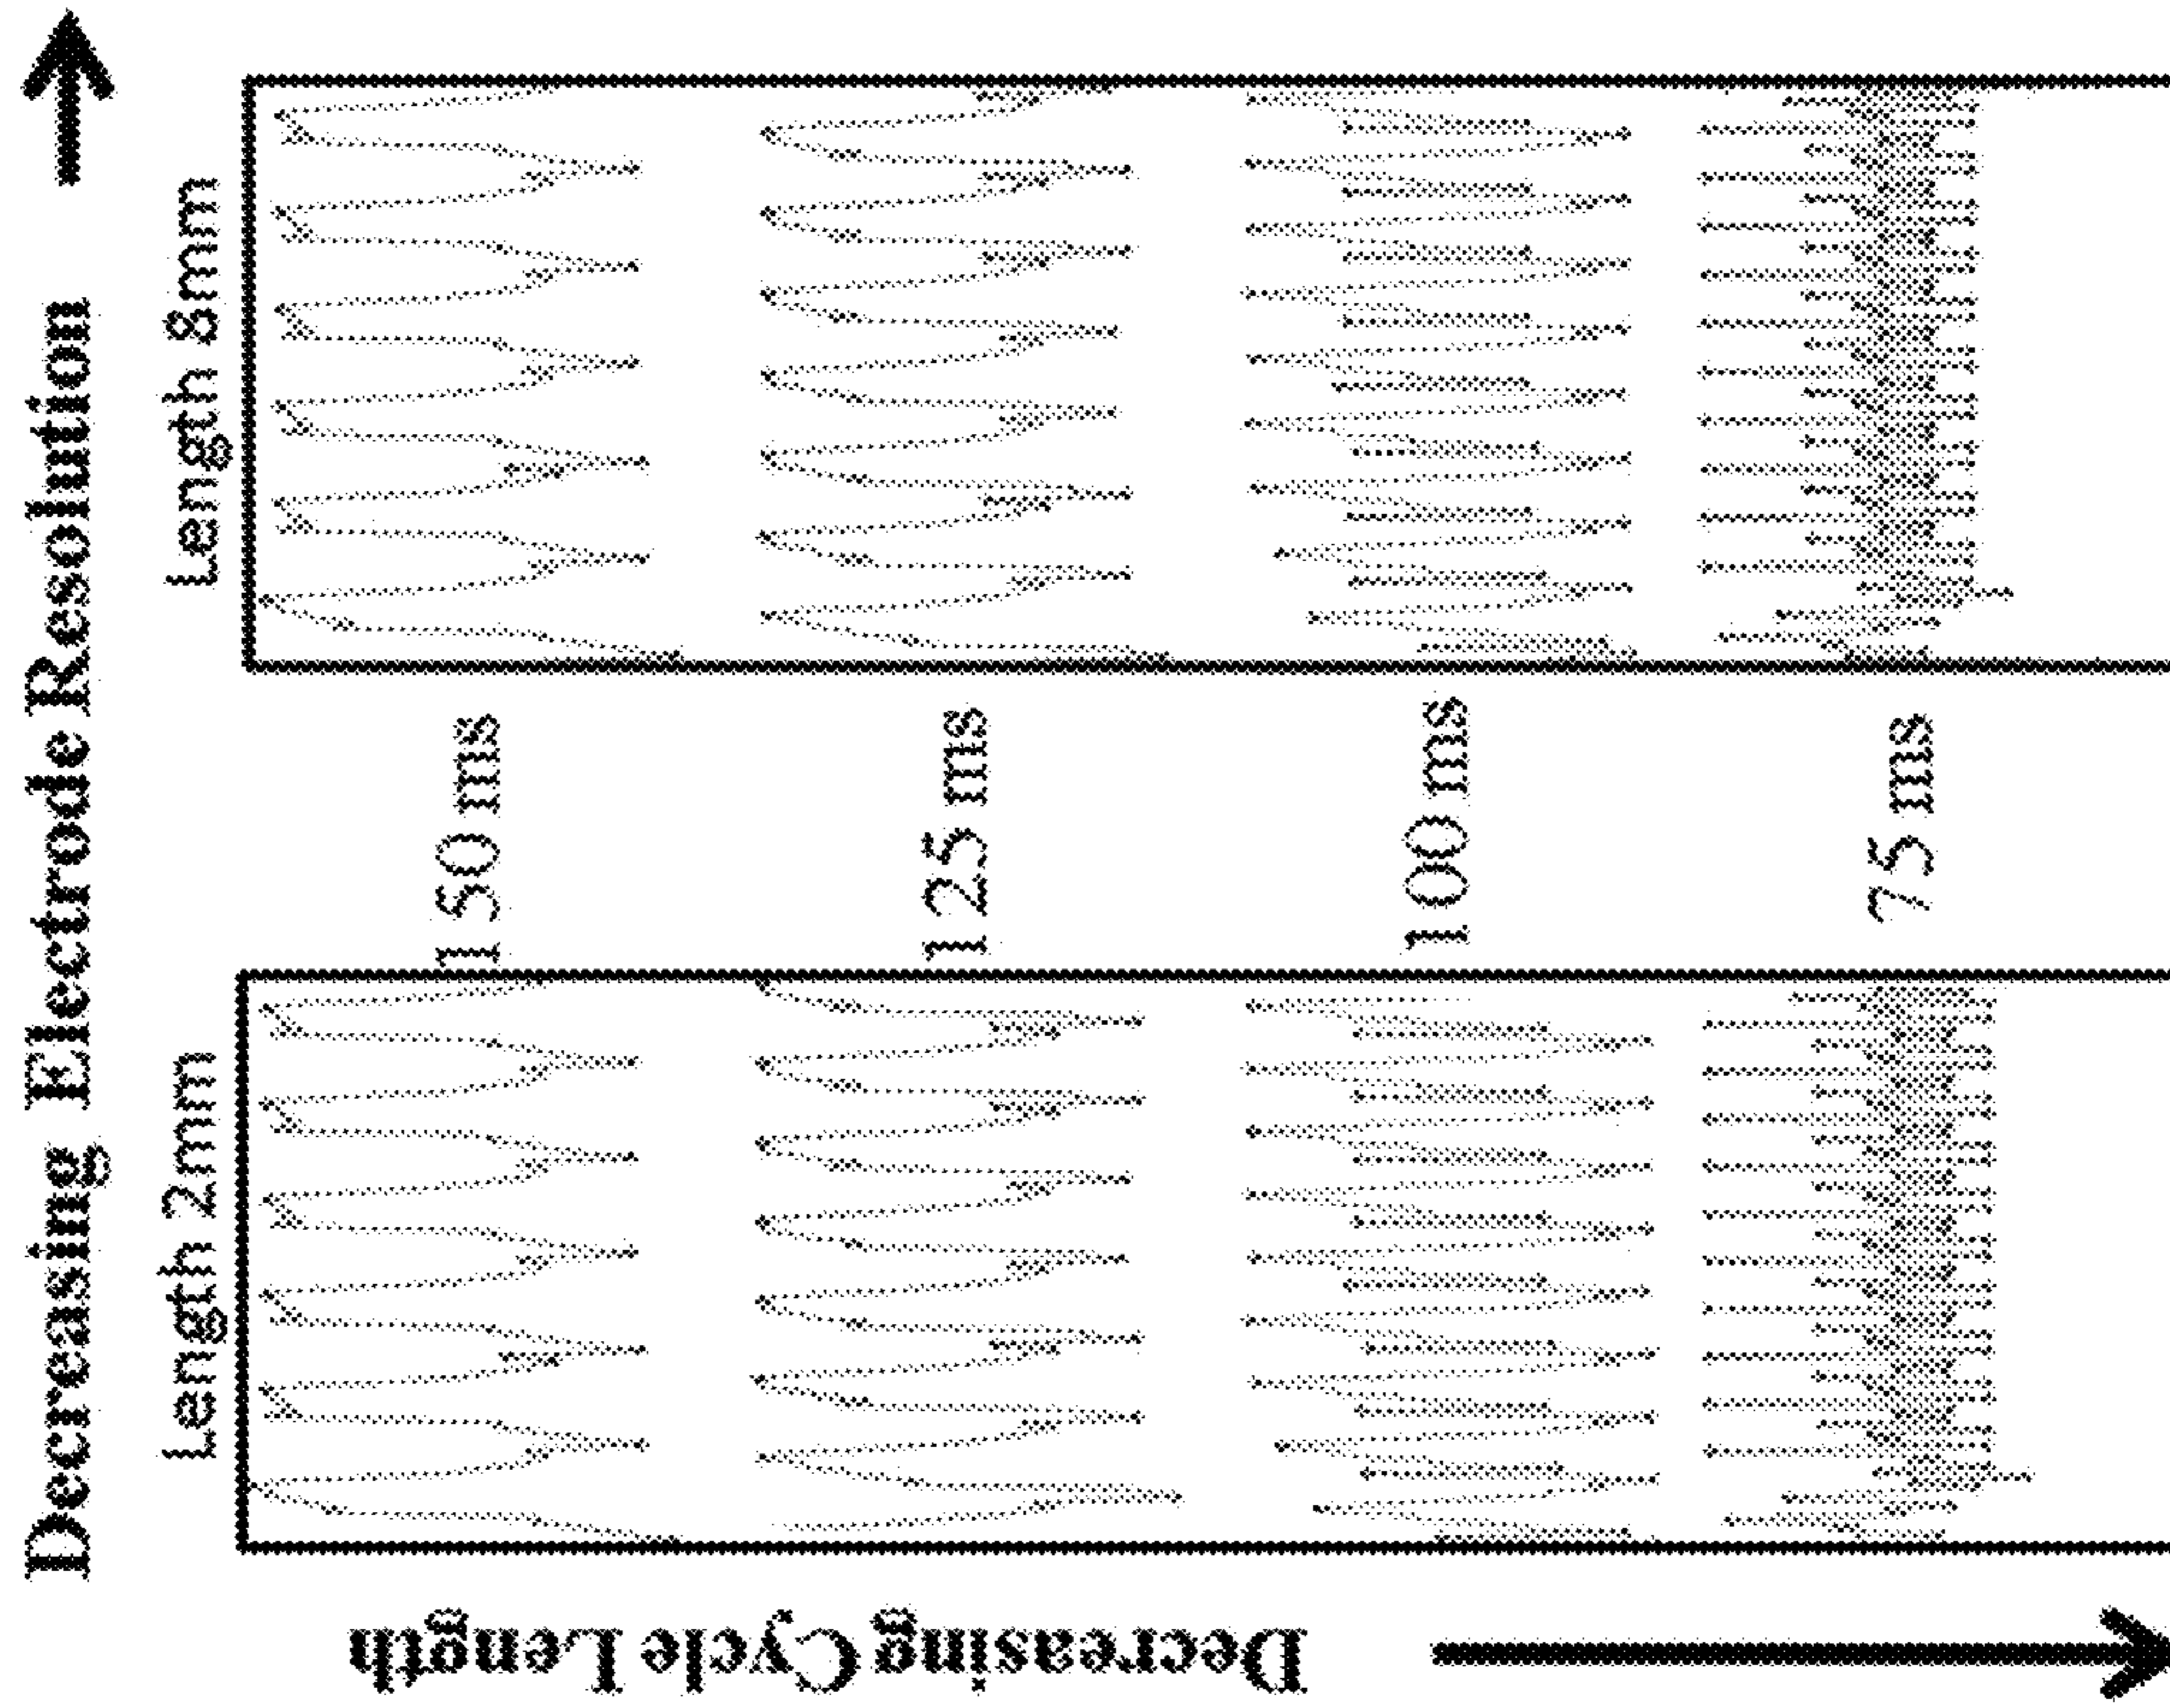 Decreasing Electrode Resolution
Length 2mm
Length 8mm
150 ms
125 ms
100 ms
75 ms
Decreasing Cycle Length